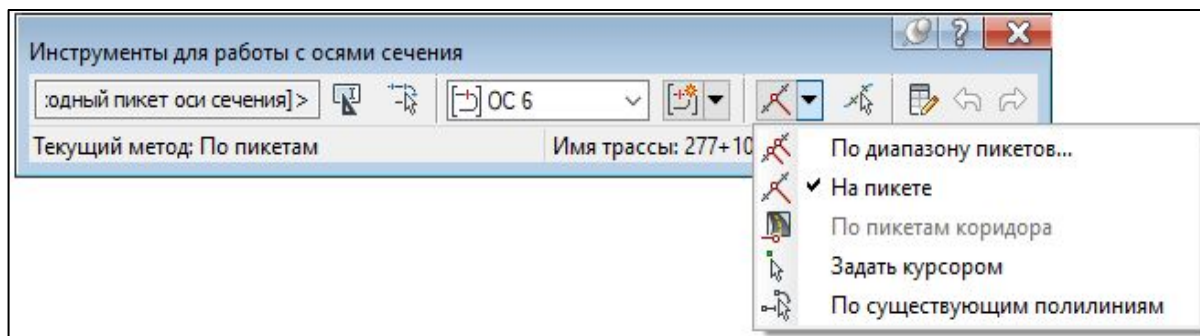 Инструменты для работы с осями сечения
одный пикет оси сечения]>
ОС 6
Текущий метод: По пикетам
Имя трассы: 277+10
По диапазону пикетов...
На пикете
По пикетам коридора
Задать курсором
По существующим полилиниям